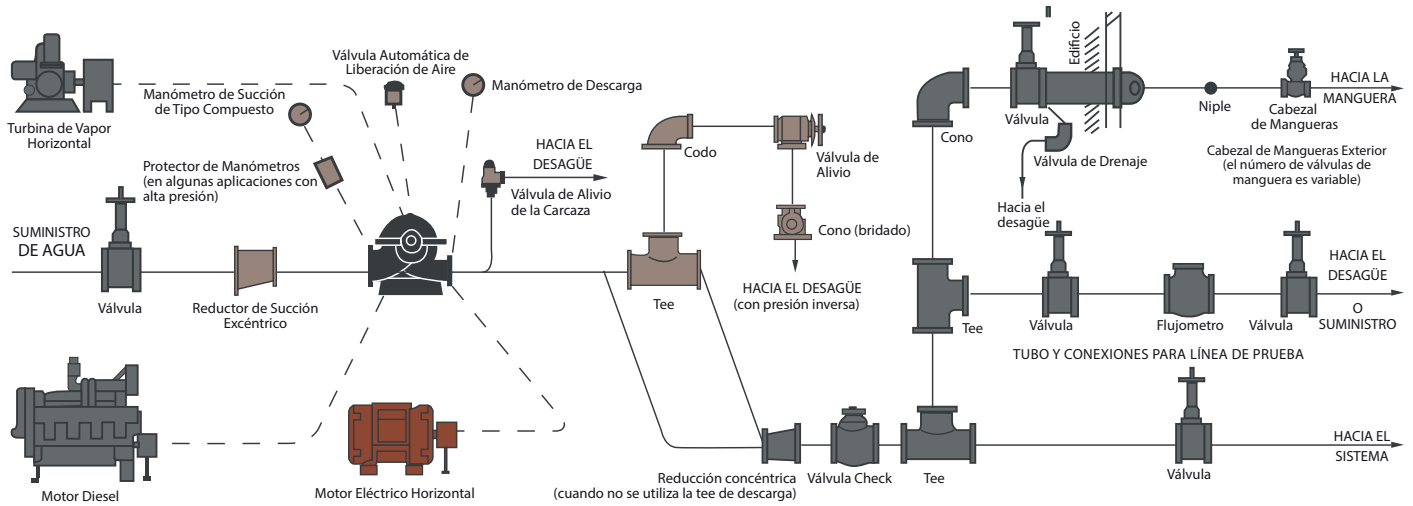 Turbina de Vapor
Horizontal
Manómetro de Succión
de Tipo Compuesto
Válvula Automática de
Liberación de Aire
Manómetro de Descarga
Protector de Manómetros
(en algunas aplicaciones con
alta presión)
SUMINISTRO
DE AGUA
Válvula
Reductor de Succión
Excéntrico
HACIA EL
DESAGÜE
Válvula de Alivio
de la Carcaza
Motor Diesel
Motor Eléctrico Horizontal
Codo
Válvula de
Alivio
Cono (bridado)
HACIA EL DESAGÜE
(con presión inversa)
Tee
Reducción concéntrica
(cuando no se utiliza la tee de descarga)
Válvula Check
Tee
Cono
Válvula
Edificio
Válvula de Drenaje
Hacia el
desagüe
Niple
Cabezal
de Mangueras
HACIA LA
MANGUERA
Cabezal de Mangueras Exterior
(el número de válvulas de
manguera es variable)
Tee
Válvula
Flujometro
Válvula
HACIA EL
DESAGÜE
O
SUMINISTRO
TUBO Y CONEXIONES PARA LÍNEA DE PRUEBA
Válvula
HACIA EL
SISTEMA